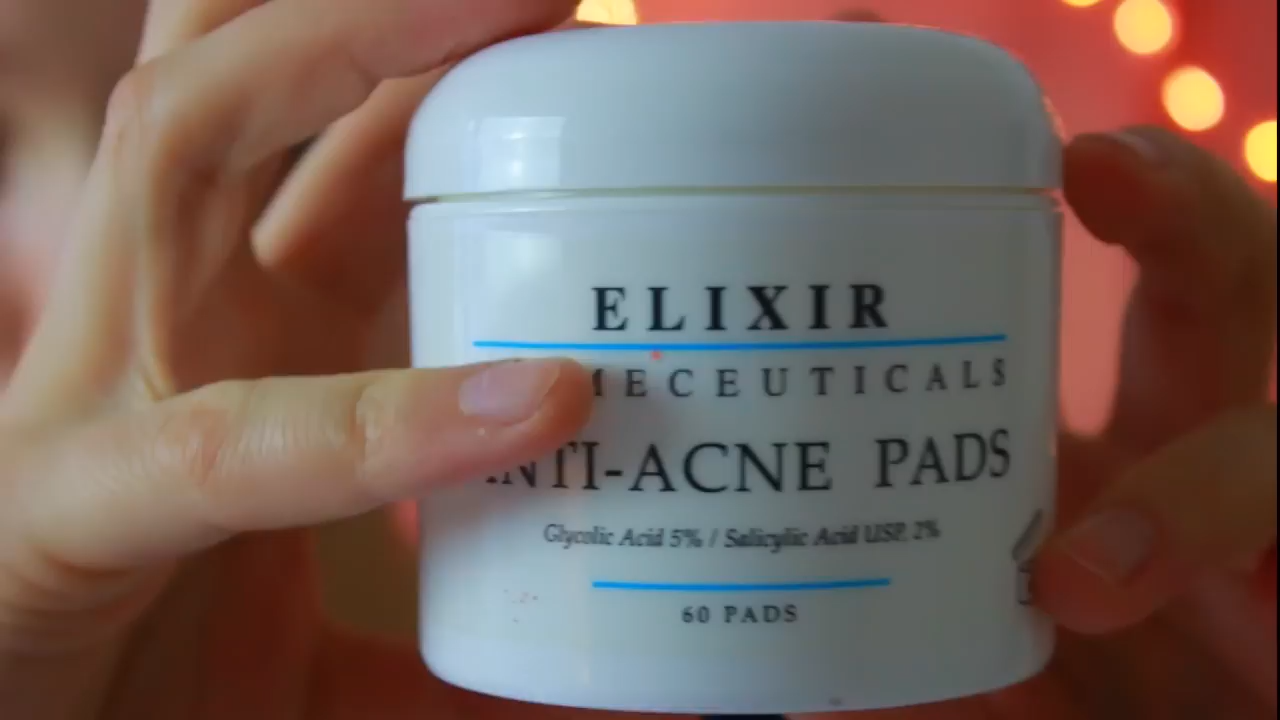 ELIXIR
MECEUTICALS
NTI-ACNE PADS
Glycolic Acid 5% / Salicylic Acid USP, 2%
60 PADS